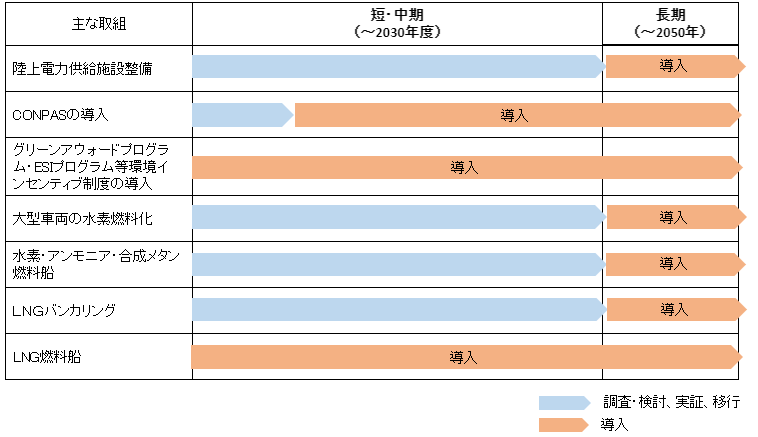 主な取組
短・中期
（～2030年度）
長期
（～2050年）
陸上電力供給施設整備
導入
CONPASの導入
導入
グリーンアウォードプログラ
ム・ESIプログラム等環境イ
ンセンティブ制度の導入
導入
大型車両の水素燃料化
導入
水素・アンモニア・合成メタン
燃料船
導入
LNGバンカリング
導入
LNG燃料船
導入
調査・検討、実証、移行
導入